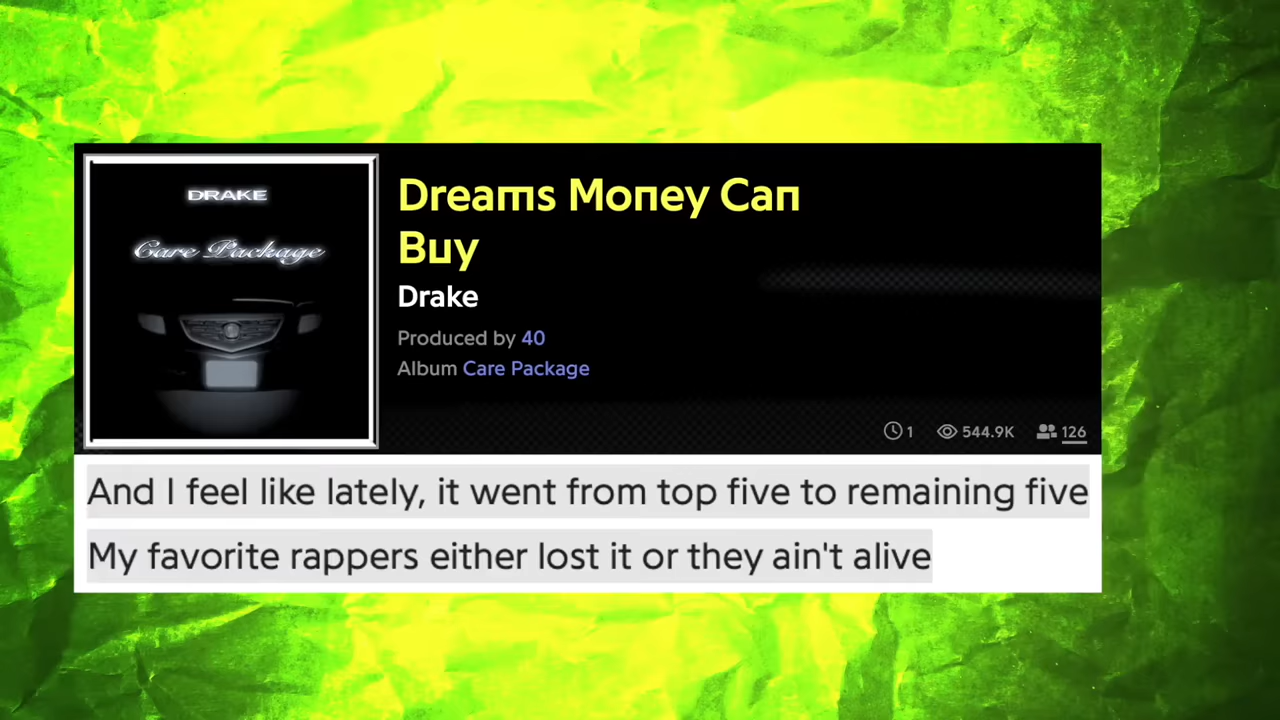 DRAKE
Care Package
Dreams Money Can
Buy
Drake
Produced by 40
Album Care Package
1 544.9K 126
And I feel like lately, it went from top five to remaining five
My favorite rappers either lost it or they ain't alive